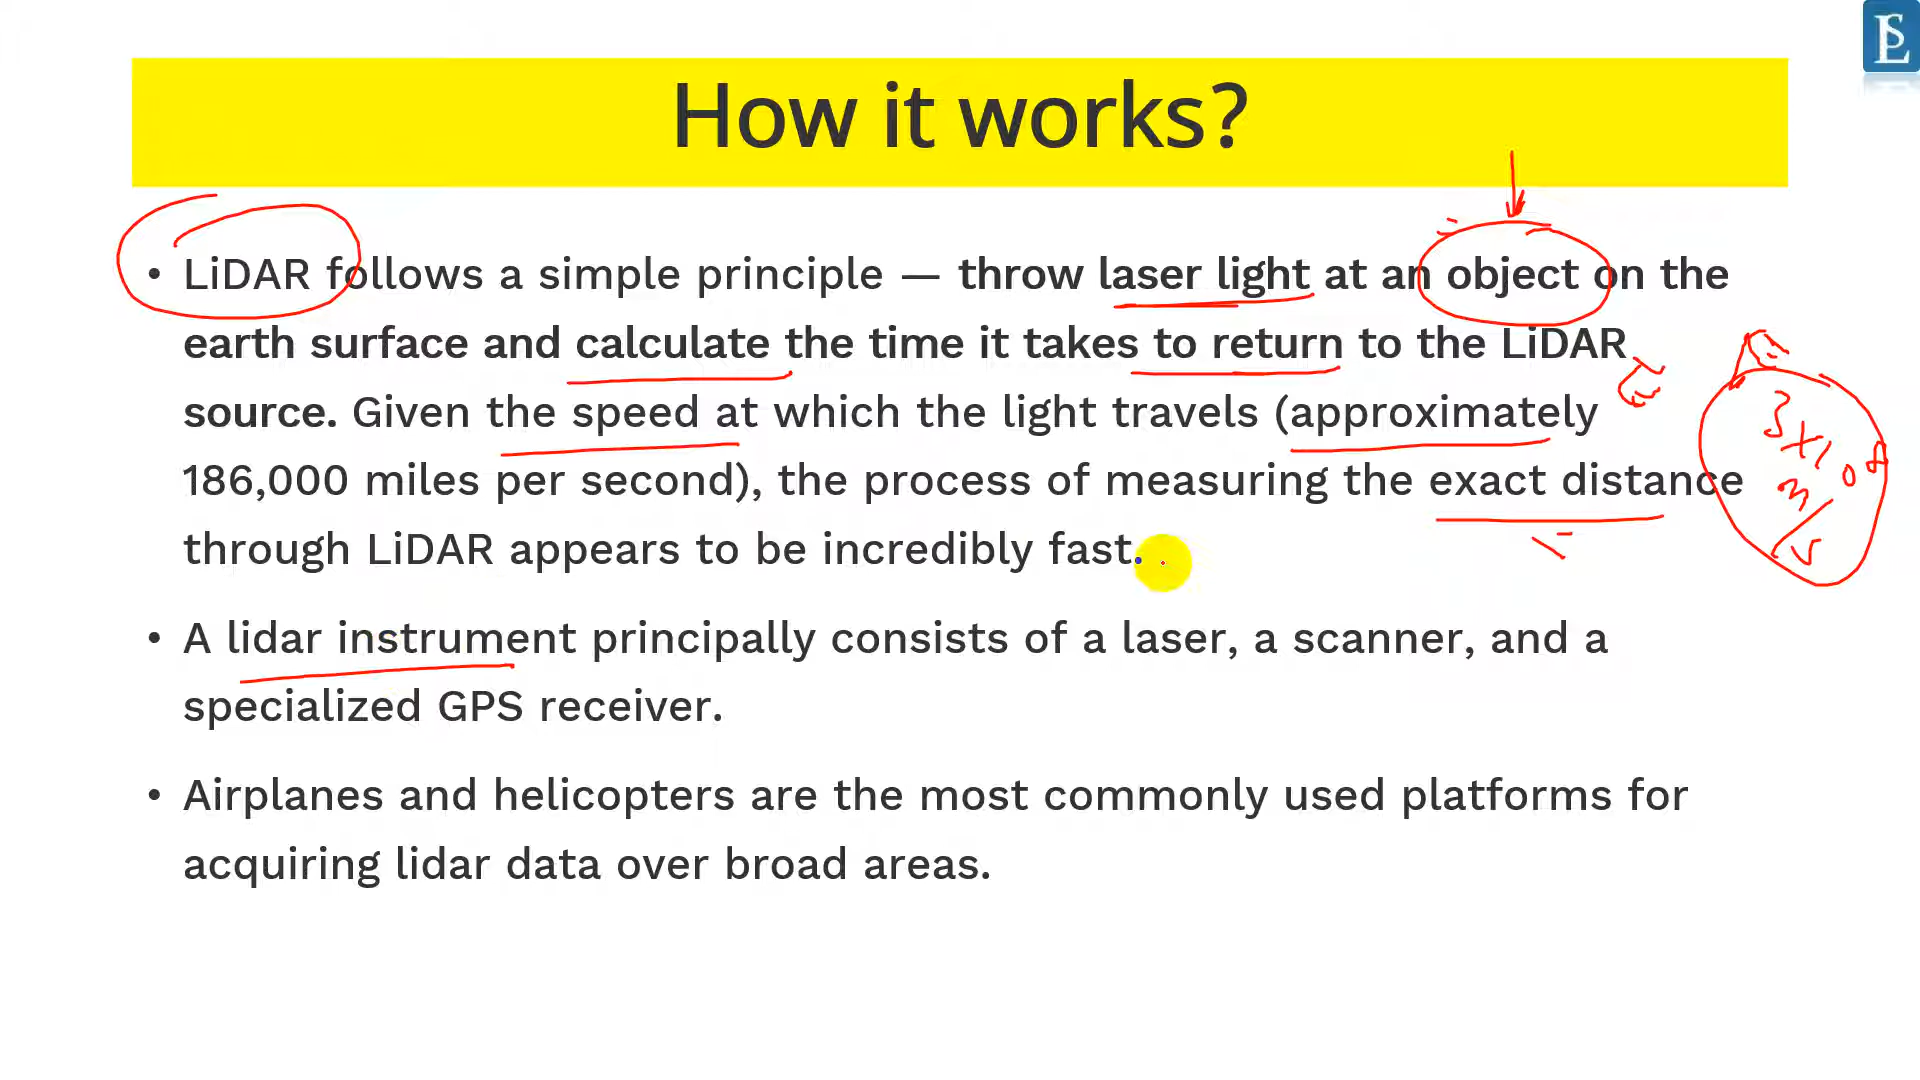 How it works?
• LiDAR follows a simple principle — throw laser light at an object on the
earth surface and calculate the time it takes to return to the LiDAR
source. Given the speed at which the light travels (approximately
186,000 miles per second), the process of measuring the exact distance
through LiDAR appears to be incredibly fast.
3×10⁸
m/s
• A lidar instrument principally consists of a laser, a scanner, and a
specialized GPS receiver.
• Airplanes and helicopters are the most commonly used platforms for
acquiring lidar data over broad areas.